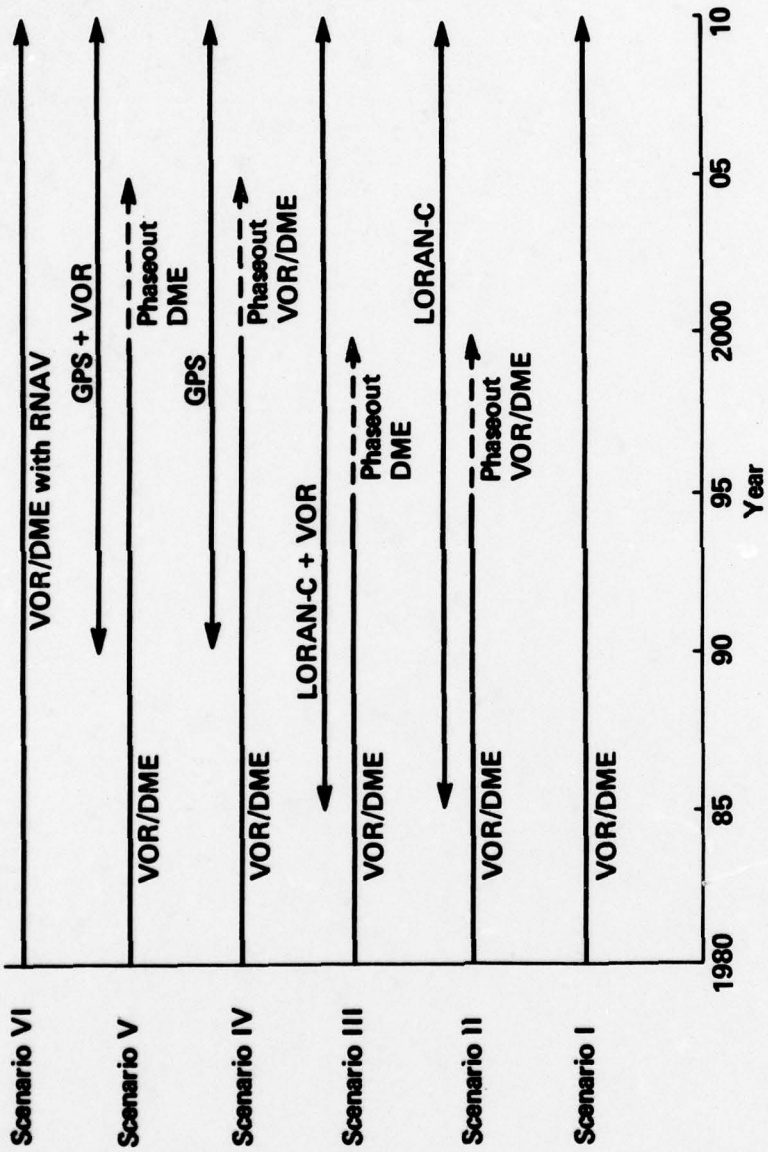 Scenario VI
VOR/DME with RNAV
GPS + VOR
Scenario V
VOR/DME
Phaseout
DME
GPS
Scenario IV
VOR/DME
Phaseout
VOR/DME
LORAN-C + VOR
Scenario III
VOR/DME
Phaseout
DME
LORAN-C
Scenario II
VOR/DME
Phaseout
VOR/DME
Scenario I
VOR/DME
1980
85
90
95
2000
05
10
Year